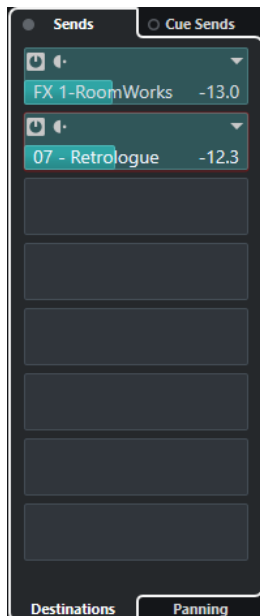 Sends
Cue Sends
FX 1-RoomWorks -13.0
07 - Retrologue -12.3
Destinations
Panning